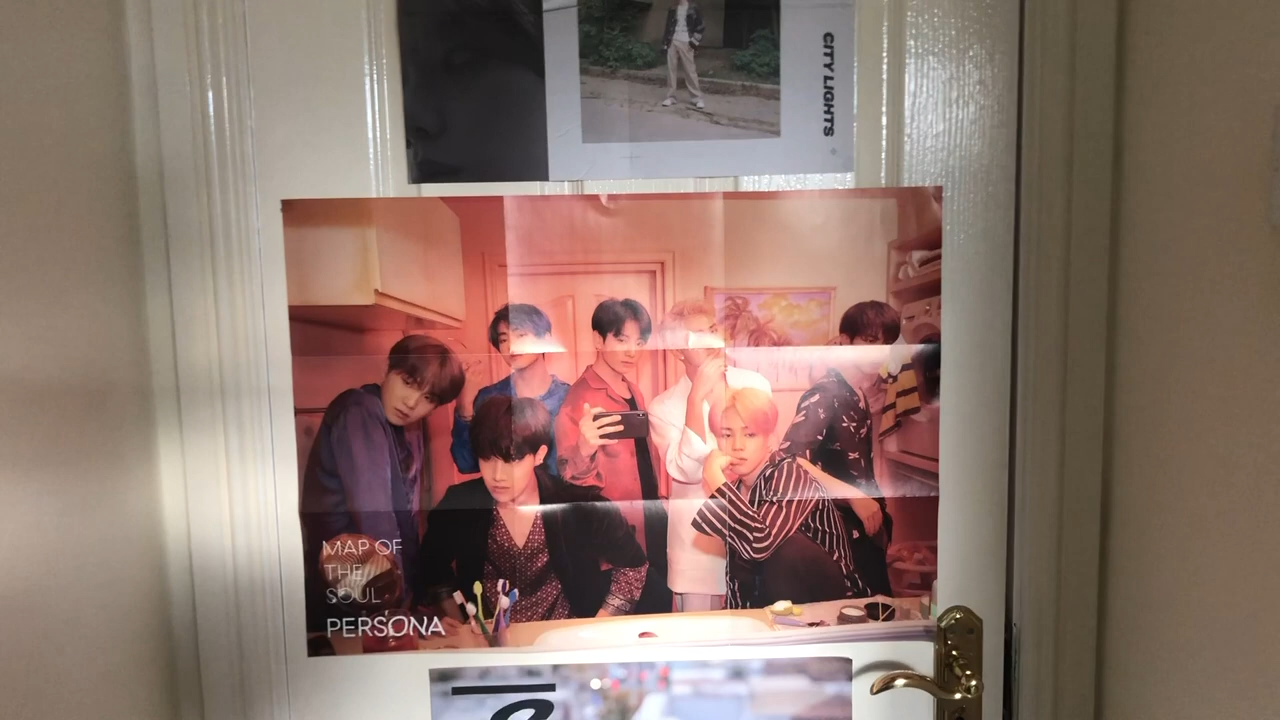 CITY LIGHTS
MAP OF
THE
SOUL
PERSONA